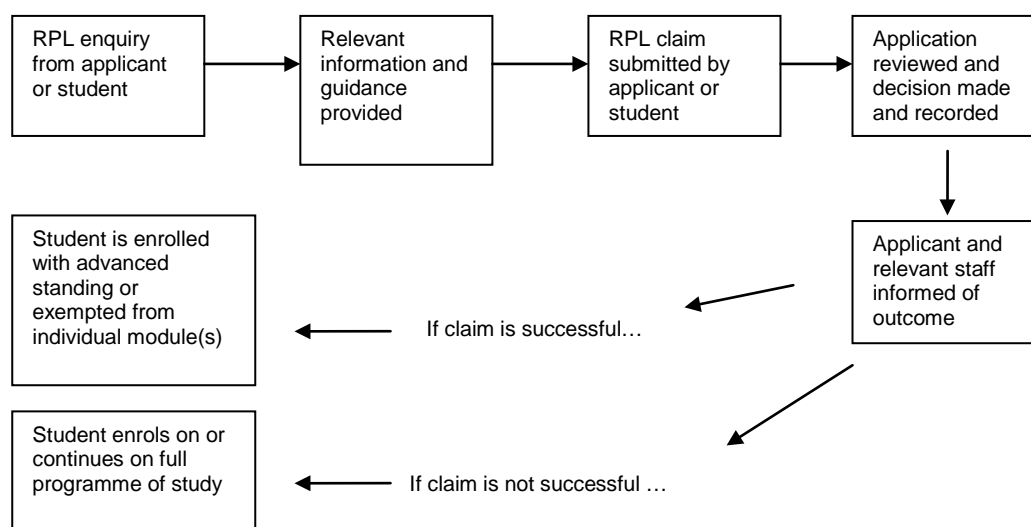 RPL enquiry
from applicant
or student
Relevant
information and
guidance
provided
RPL claim
submitted by
applicant or
student
Application
reviewed and
decision made
and recorded
Applicant and
relevant staff
informed of
outcome
If claim is successful…
Student is enrolled
with advanced
standing or
exempted from
individual module(s)
If claim is not successful …
Student enrols on or
continues on full
programme of study